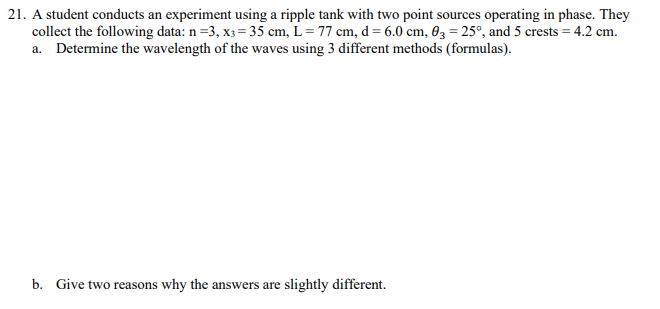 21. A student conducts an experiment using a ripple tank with two point sources operating in phase. They
collect the following data: n =3, x₃ = 35 cm, L = 77 cm, d = 6.0 cm, θ₃ = 25°, and 5 crests = 4.2 cm.
a. Determine the wavelength of the waves using 3 different methods (formulas).
b. Give two reasons why the answers are slightly different.